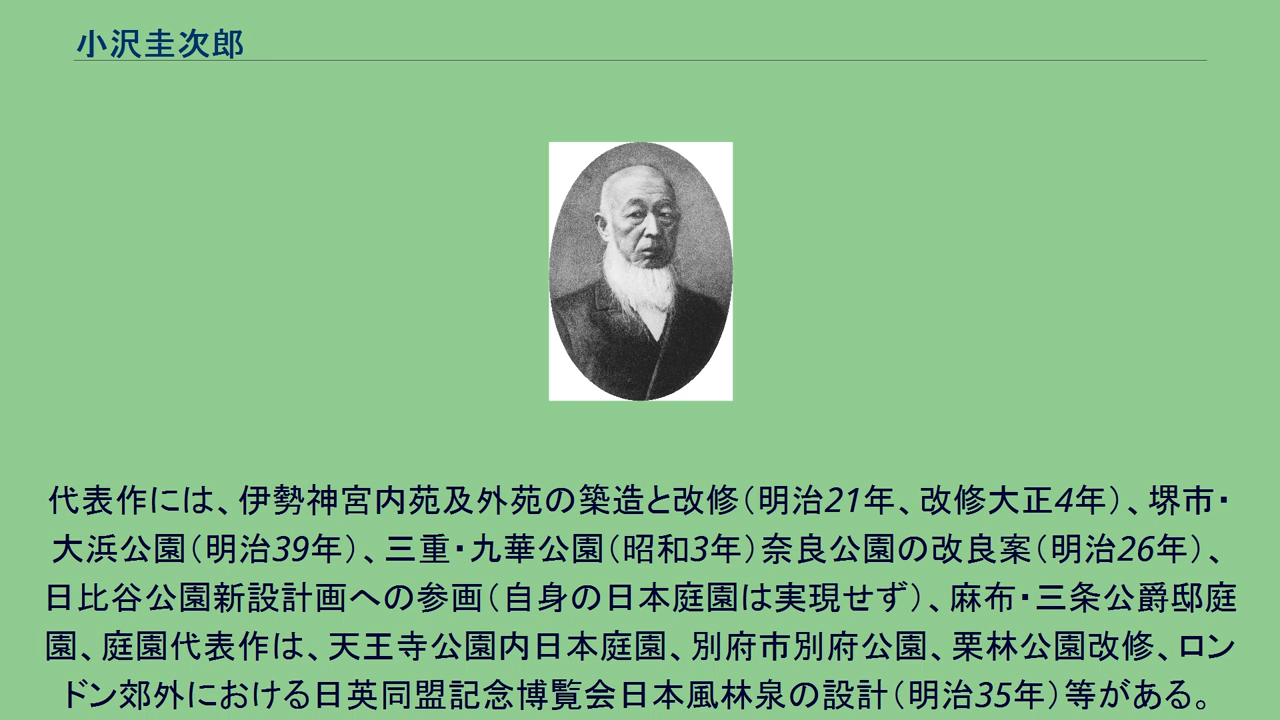 小沢圭次郎
代表作には、伊勢神宮内苑及外苑の築造と改修（明治21年、改修大正4年）、堺市・
大浜公園（明治39年）、三重・九華公園（昭和3年）奈良公園の改良案（明治26年）、
日比谷公園新設計画への参画（自身の日本庭園は実現せず）、麻布・三条公爵邸庭
園、庭園代表作は、天王寺公園内日本庭園、別府市別府公園、栗林公園改修、ロン
ドン郊外における日英同盟記念博覧会日本風林泉の設計（明治35年）等がある。